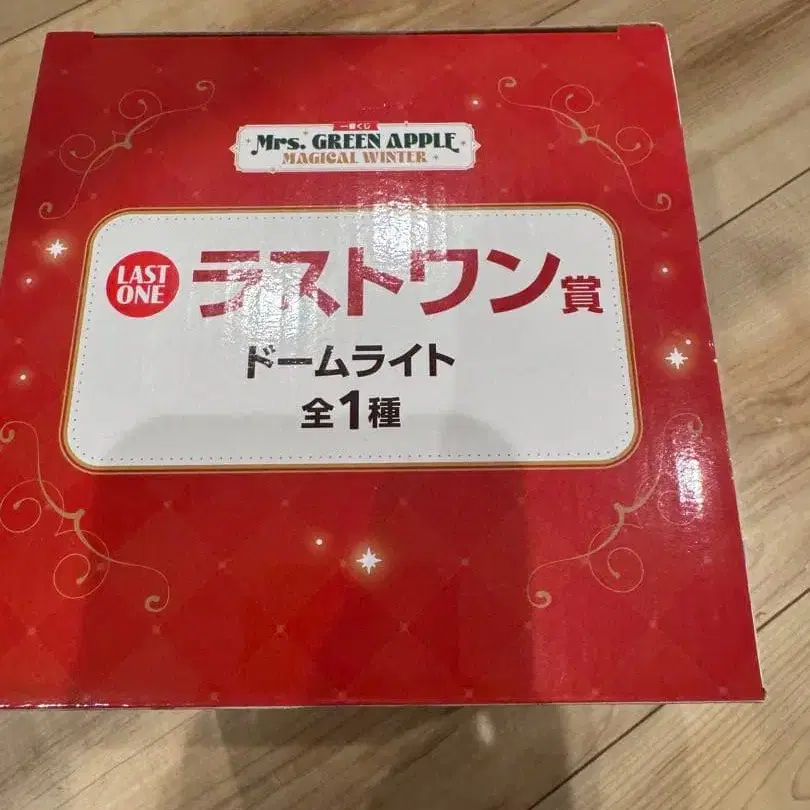 一番くじ
Mrs. GREEN APPLE
MAGICAL WINTER
LAST ONE
ラストワン賞
ドームライト
全1種